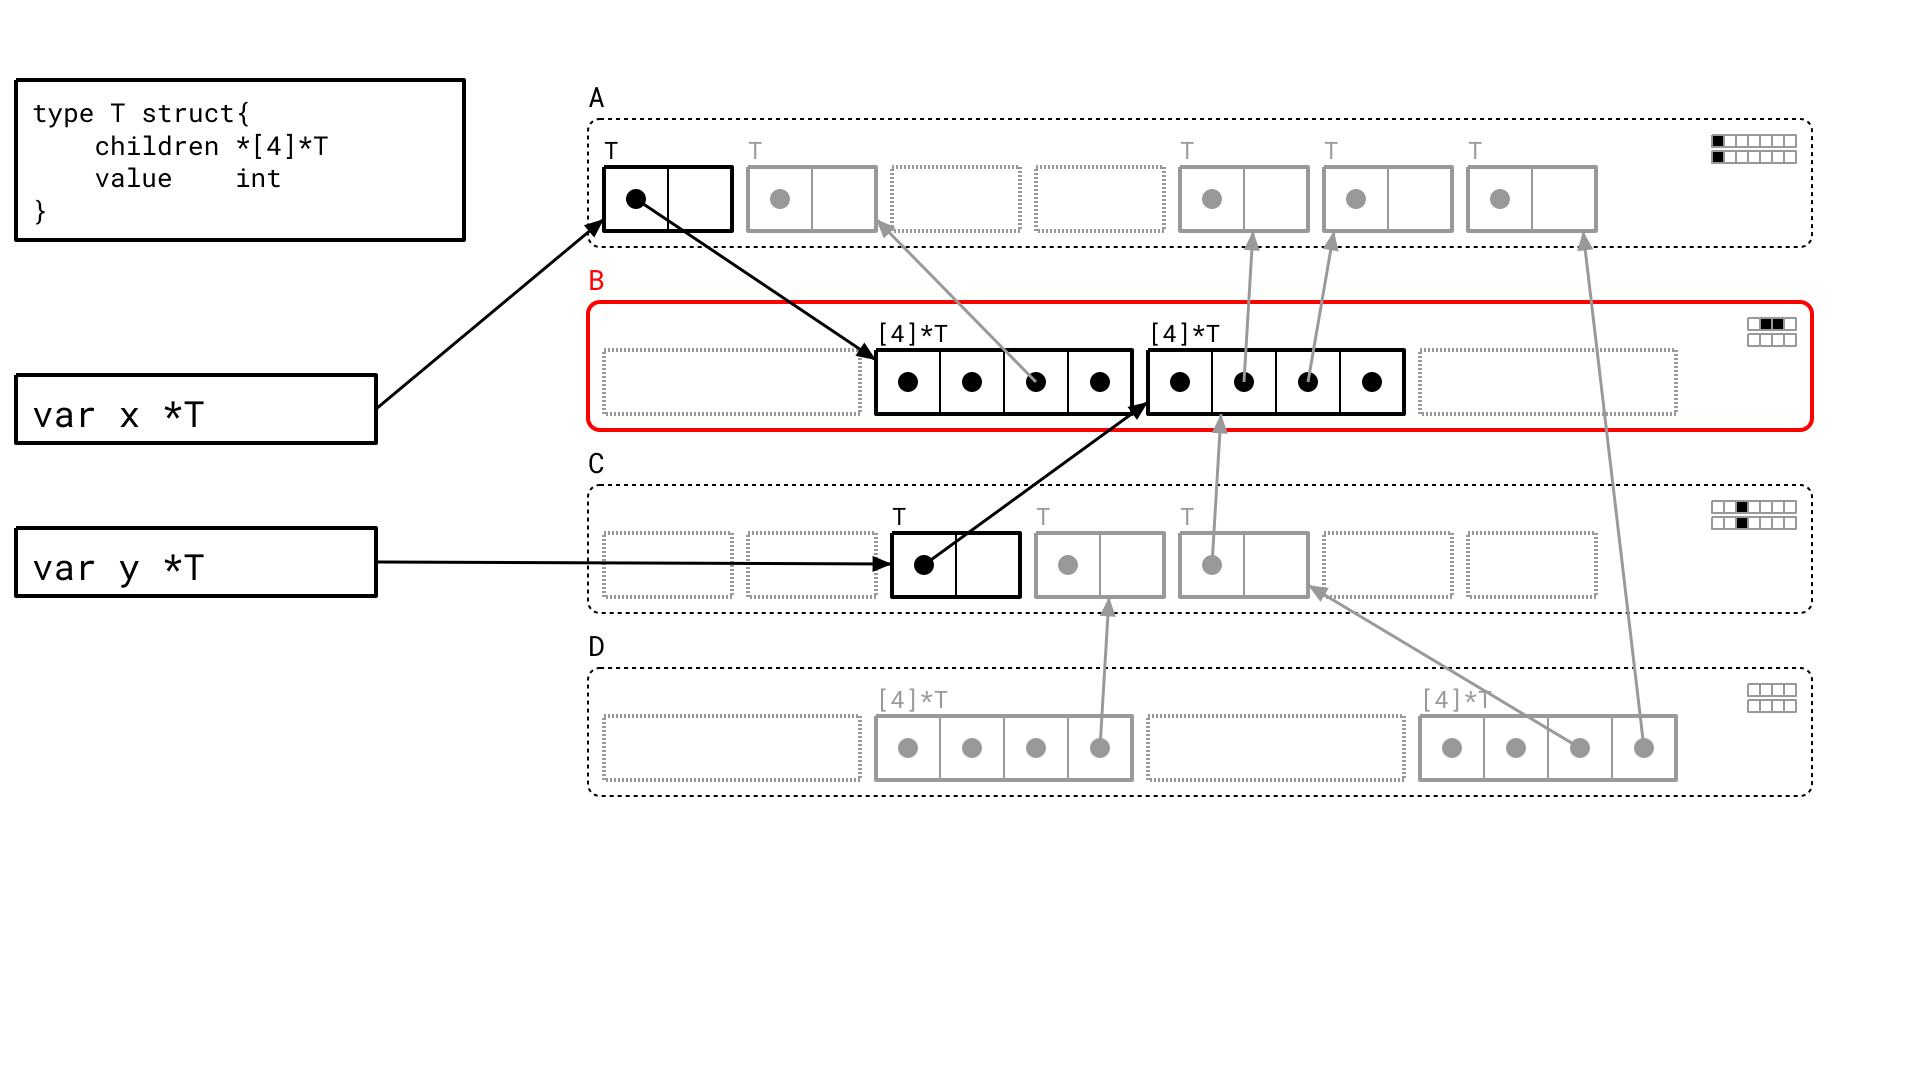 type T struct{
    children *[4]*T
    value    int
}
var x *T
var y *T
A
T T T T T
B
[4]*T [4]*T
C
T T T
D
[4]*T [4]*T